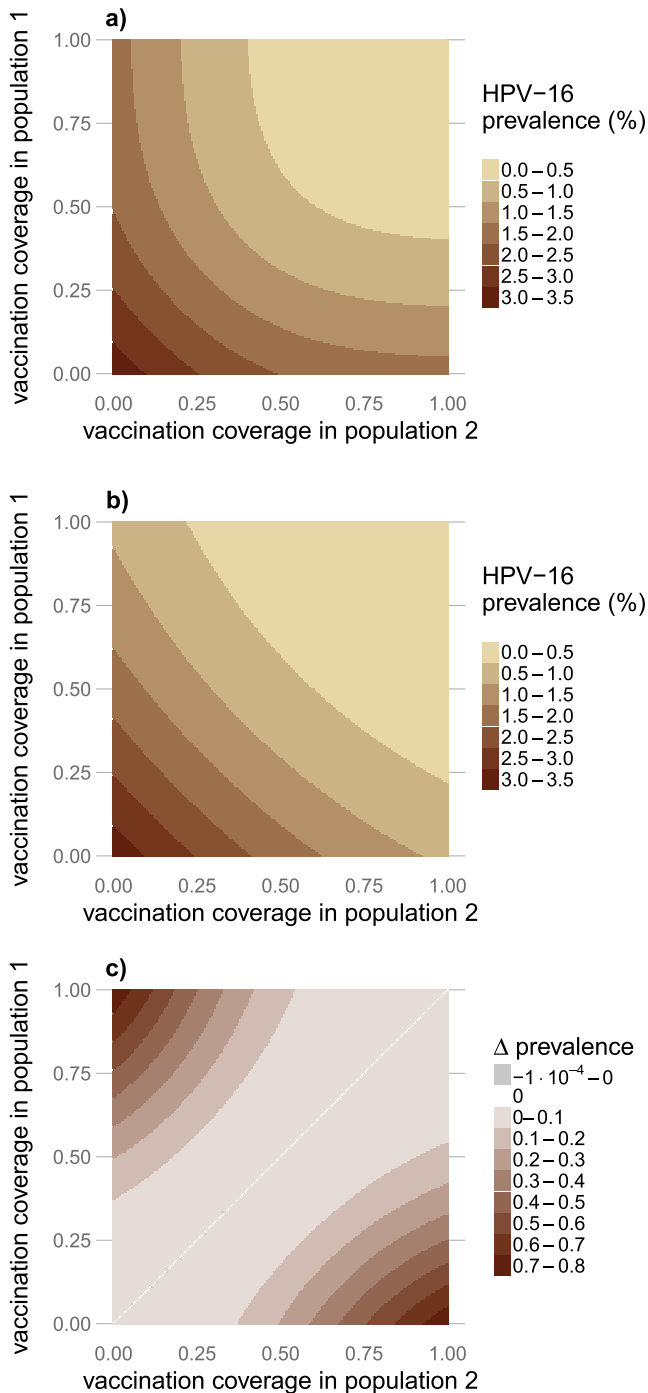 a)
vaccination coverage in population 1
1.00
0.75
0.50
0.25
0.00
0.00 0.25 0.50 0.75 1.00
vaccination coverage in population 2
HPV−16
prevalence (%)
0.0 – 0.5
0.5 – 1.0
1.0 – 1.5
1.5 – 2.0
2.0 – 2.5
2.5 – 3.0
3.0 – 3.5
b)
vaccination coverage in population 1
1.00
0.75
0.50
0.25
0.00
0.00 0.25 0.50 0.75 1.00
vaccination coverage in population 2
HPV−16
prevalence (%)
0.0 – 0.5
0.5 – 1.0
1.0 – 1.5
1.5 – 2.0
2.0 – 2.5
2.5 – 3.0
3.0 – 3.5
c)
vaccination coverage in population 1
1.00
0.75
0.50
0.25
0.00
0.00 0.25 0.50 0.75 1.00
vaccination coverage in population 2
Δ prevalence
−1 · 10⁻⁴ – 0
0
0 – 0.1
0.1 – 0.2
0.2 – 0.3
0.3 – 0.4
0.4 – 0.5
0.5 – 0.6
0.6 – 0.7
0.7 – 0.8